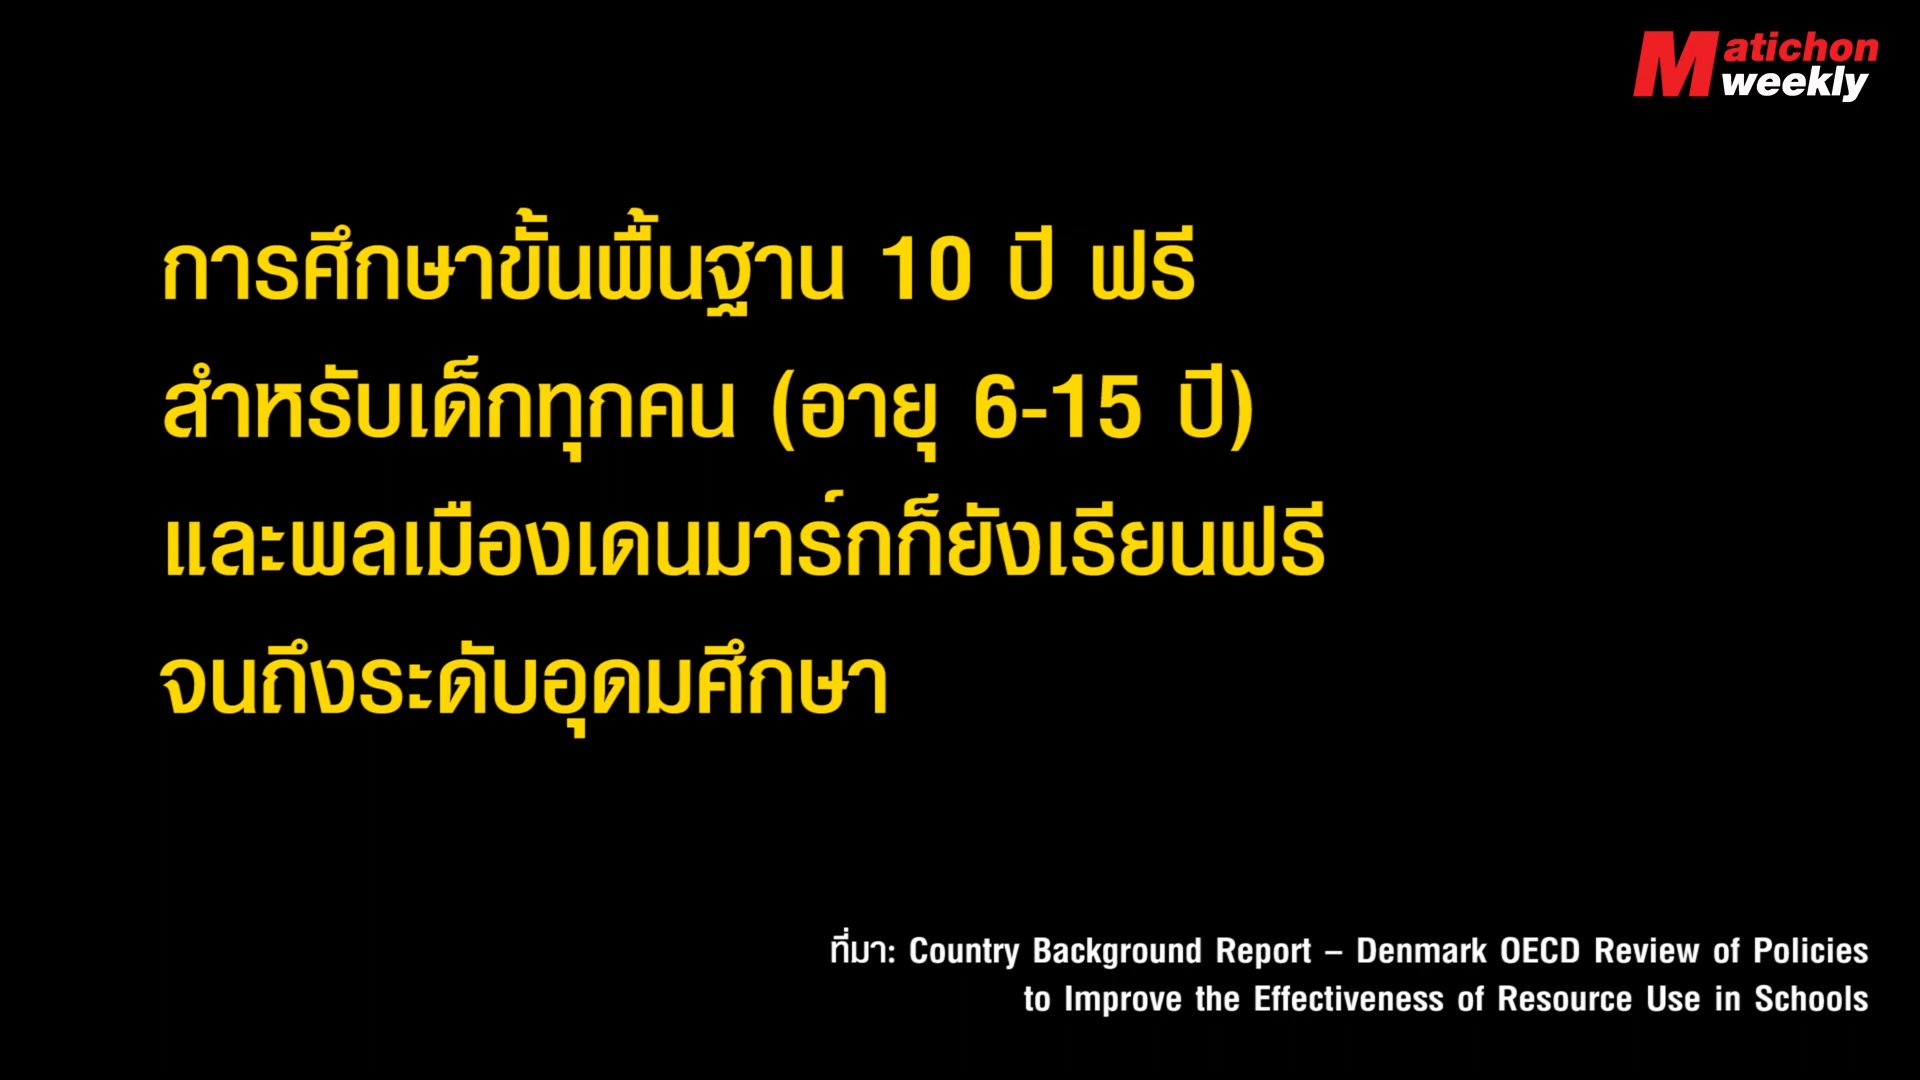 Matichon
weekly
การศึกษาขั้นพื้นฐาน 10 ปี ฟรี
สำหรับเด็กทุกคน (อายุ 6-15 ปี)
และพลเมืองเดนมาร์กก็ยังเรียนฟรี
จนถึงระดับอุดมศึกษา
ที่มา: Country Background Report – Denmark OECD Review of Policies
to Improve the Effectiveness of Resource Use in Schools